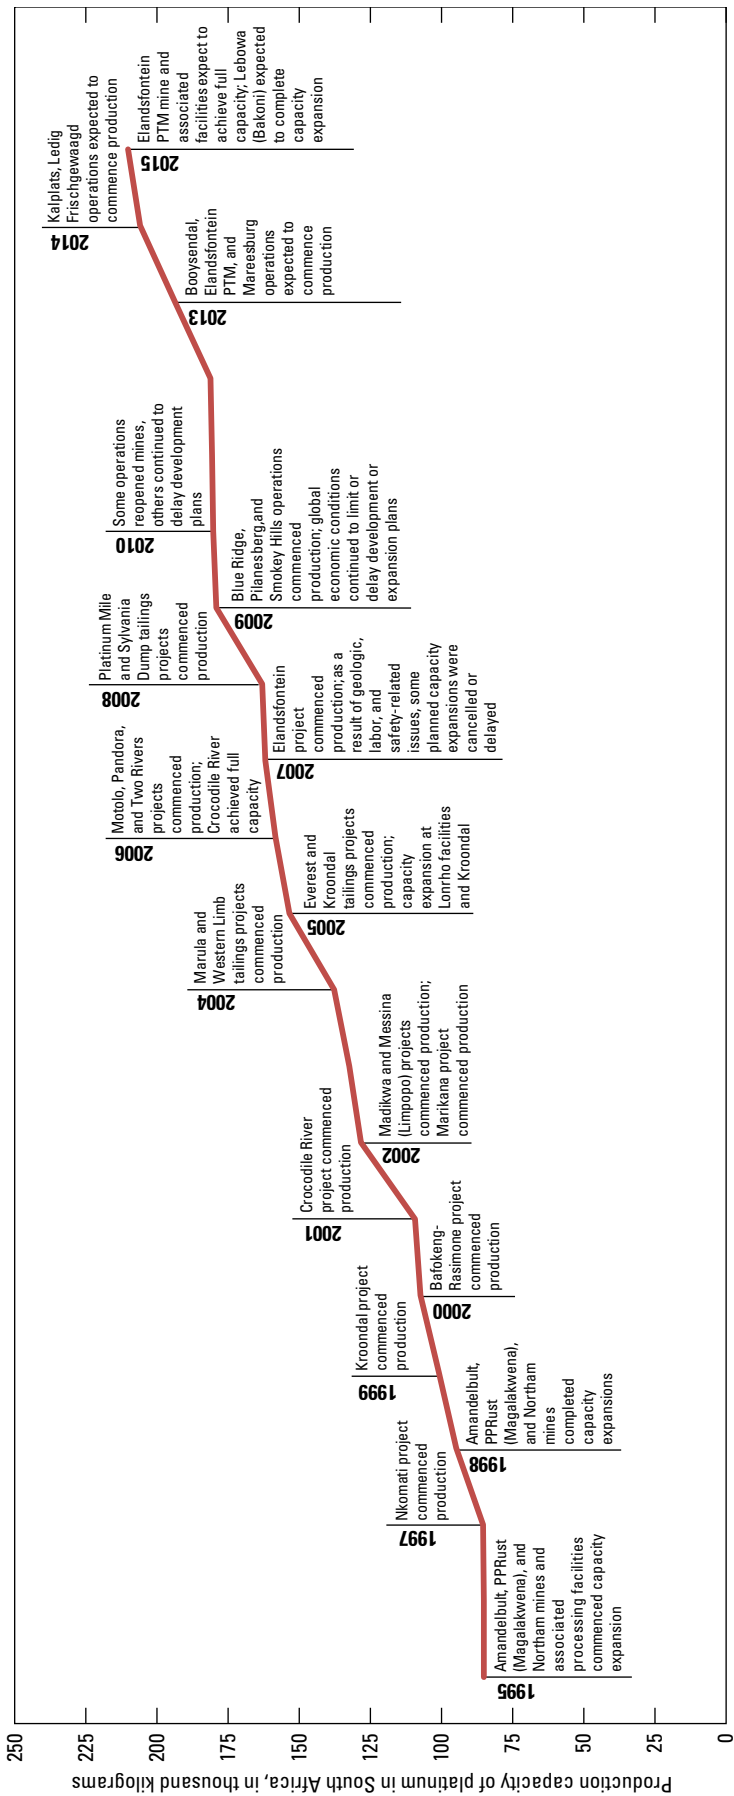 Production capacity of platinum in South Africa, in thousand kilograms
250
225
200
175
150
125
100
75
50
25
0
1995
Amandelbult, PPRust
(Magalakwena), and
Northam mines and
associated
processing facilities
commenced capacity
expansion
1997
Nkomati project
commenced
production
1998
Amandelbult,
PPRust
(Magalakwena),
and Northam
mines
completed
capacity
expansions
1999
Kroondal project
commenced
production
2000
Bafokeng-
Rasimone project
commenced
production
2001
Crocodile River
project commenced
production
2002
Madikwa and Messina
(Limpopo) projects
commenced production;
Marikana project
commenced production
2004
Marula and
Western Limb
tailings projects
commenced
production
2005
Everest and
Kroondal
tailings projects
commenced
production;
capacity
expansion at
Lonrho facilities
and Kroondal
2006
Motolo, Pandora,
and Two Rivers
projects
commenced
production;
Crocodile River
achieved full
capacity
2007
Elandsfontein
project
commenced
production;as a
result of geologic,
labor, and
safety-related
issues, some
planned capacity
expansions were
cancelled or
delayed
2008
Platinum Mile
and Sylvania
Dump tailings
projects
commenced
production
2009
Blue Ridge,
Pilanesberg,and
Smokey Hills operations
commenced
production; global
economic conditions
continued to limit or
delay development or
expansion plans
2010
Some operations
reopened mines,
others continued to
delay development
plans
2013
Booysendal,
Elandsfontein
PTM, and
Mareesburg
operations
expected to
commence
production
2014
Kalplats, Ledig
Frischgewaagd
operations expected to
commence production
2015
Elandsfontein
PTM mine and
associated
facilities expect to
achieve full
capacity; Lebowa
(Bakoni) expected
to complete
capacity
expansion